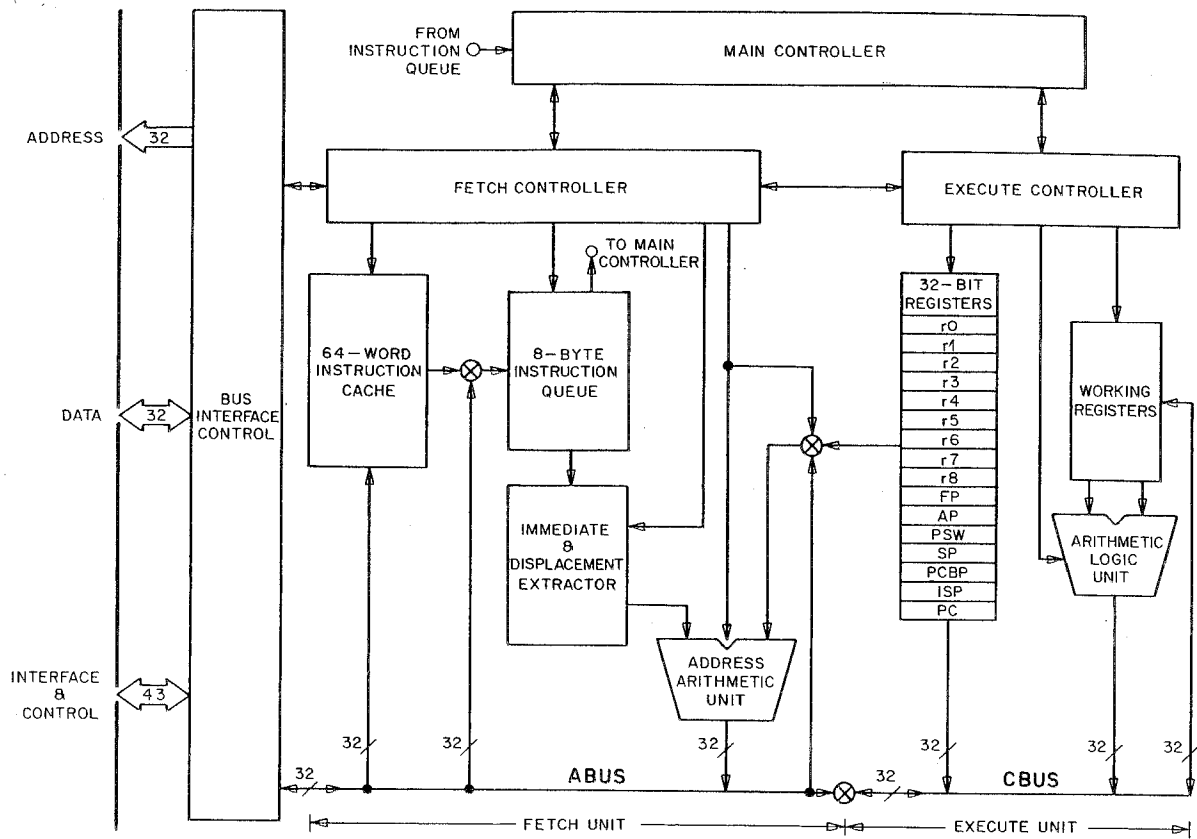 FROM
INSTRUCTION
QUEUE
MAIN CONTROLLER
ADDRESS
32
FETCH CONTROLLER
EXECUTE CONTROLLER
TO MAIN
CONTROLLER
64-WORD
INSTRUCTION
CACHE
8-BYTE
INSTRUCTION
QUEUE
32-BIT
REGISTERS
r0
r1
r2
r3
r4
r5
r6
r7
r8
FP
AP
PSW
SP
PCBP
ISP
PC
WORKING
REGISTERS
DATA
32
BUS
INTERFACE
CONTROL
IMMEDIATE
&
DISPLACEMENT
EXTRACTOR
ARITHMETIC
LOGIC
UNIT
ADDRESS
ARITHMETIC
UNIT
INTERFACE
&
CONTROL
43
32
32
32
32
32
32
32
ABUS
32
CBUS
FETCH UNIT
EXECUTE UNIT